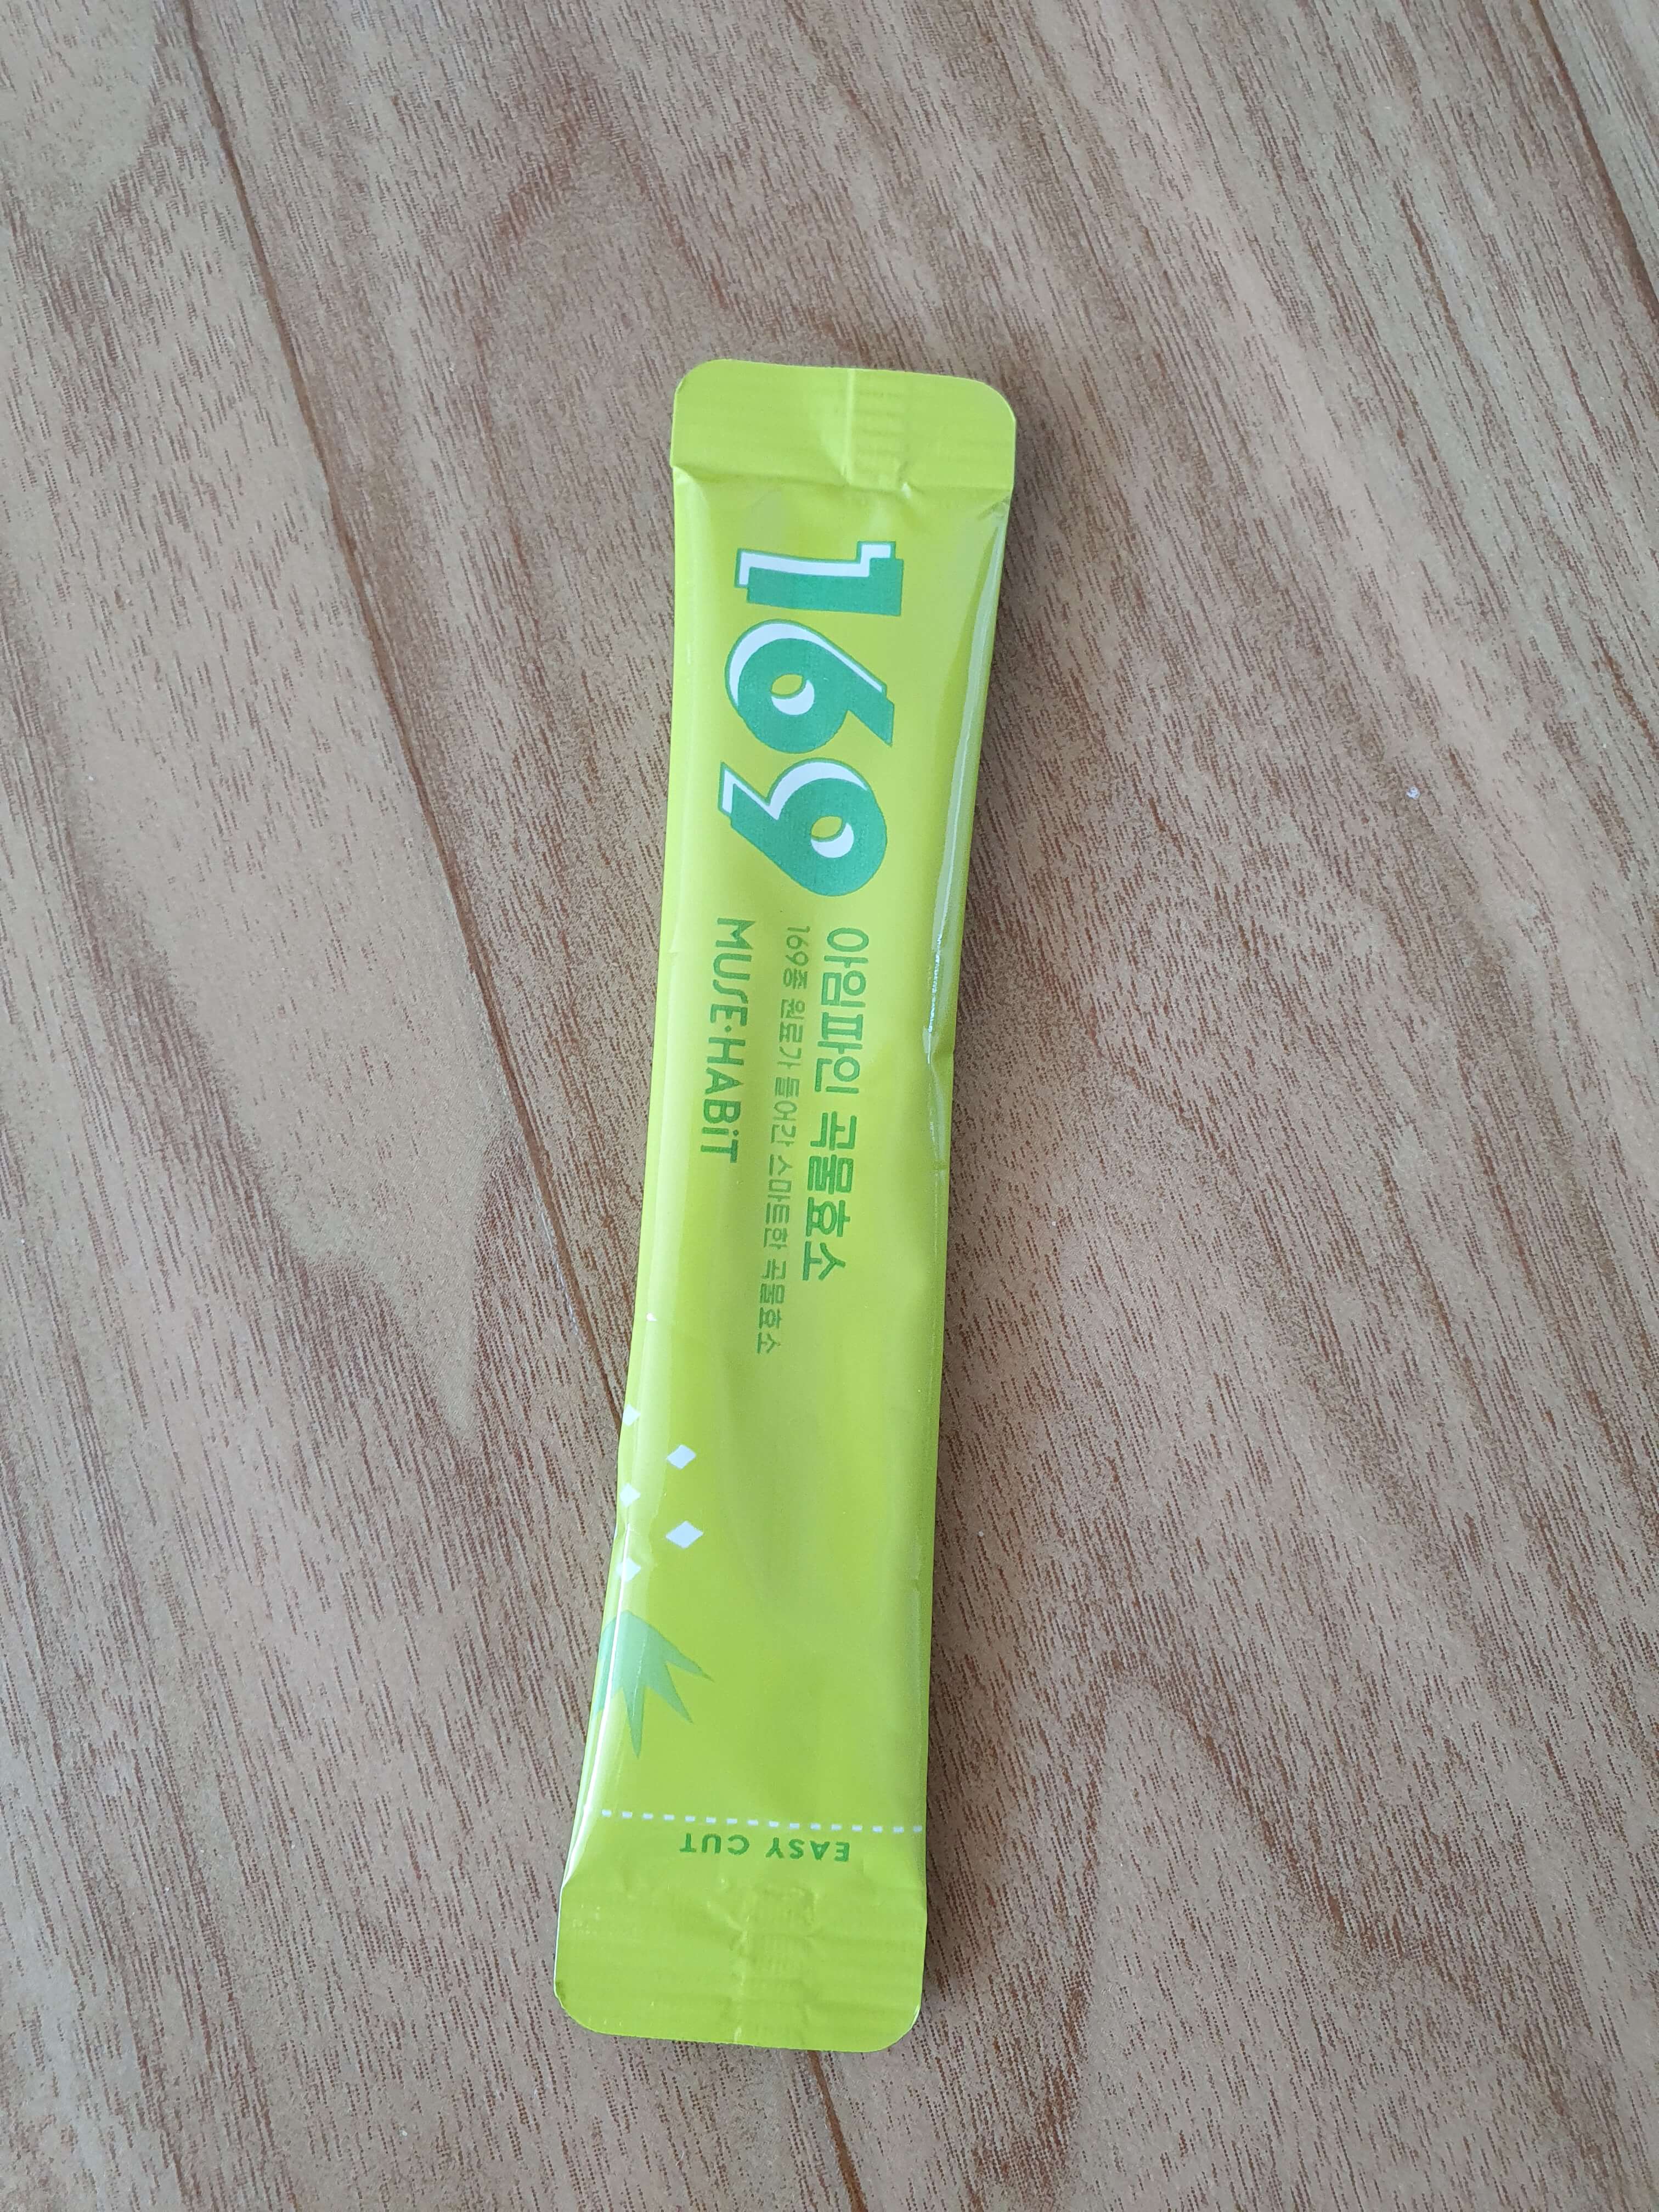 169
아임파인 곡물효소
169종 원료가 들어간 스마트한 곡물효소
MUSE·HABiT
EASY CUT